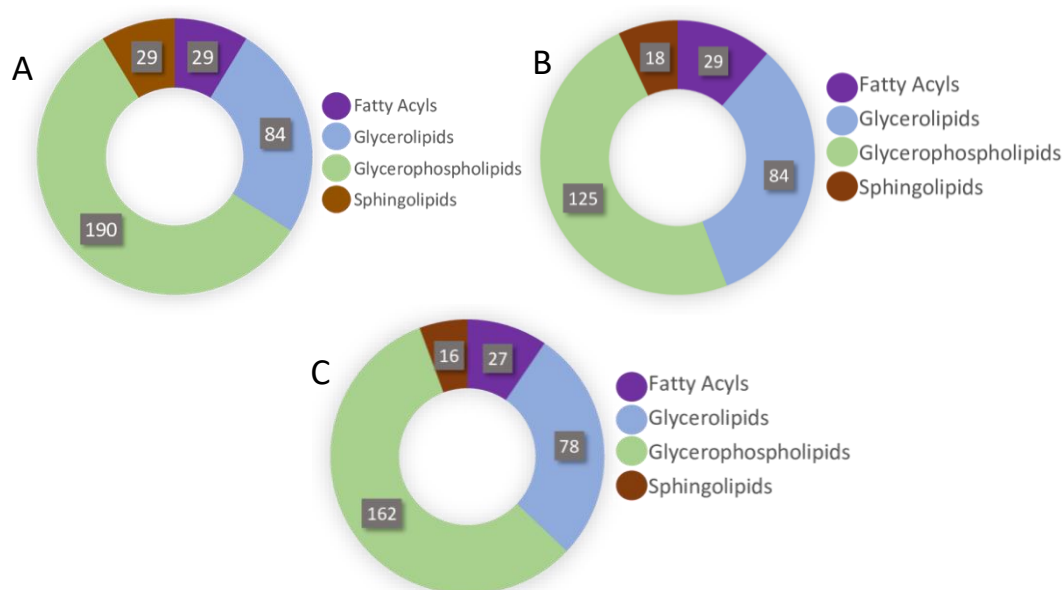 A
29
29
84
190
Fatty Acyls
Glycerolipids
Glycerophospholipids
Sphingolipids
B
18
29
84
125
Fatty Acyls
Glycerolipids
Glycerophospholipids
Sphingolipids
C
16
27
78
162
Fatty Acyls
Glycerolipids
Glycerophospholipids
Sphingolipids